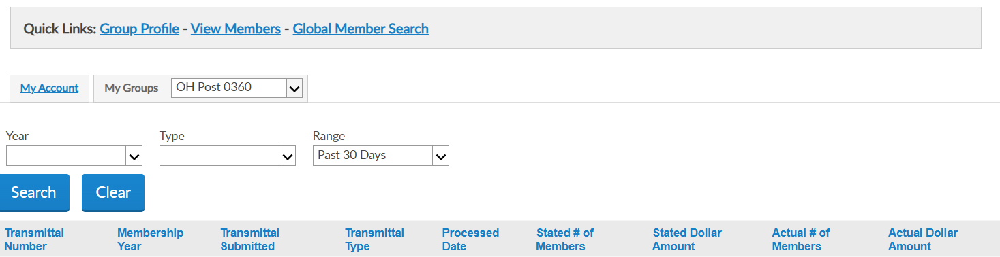 Quick Links: Group Profile - View Members - Global Member Search
My Account My Groups OH Post 0360
Year Type Range
Past 30 Days
Search Clear
Transmittal Number Membership Year Transmittal Submitted Transmittal Type Processed Date Stated # of Members Stated Dollar Amount Actual # of Members Actual Dollar Amount